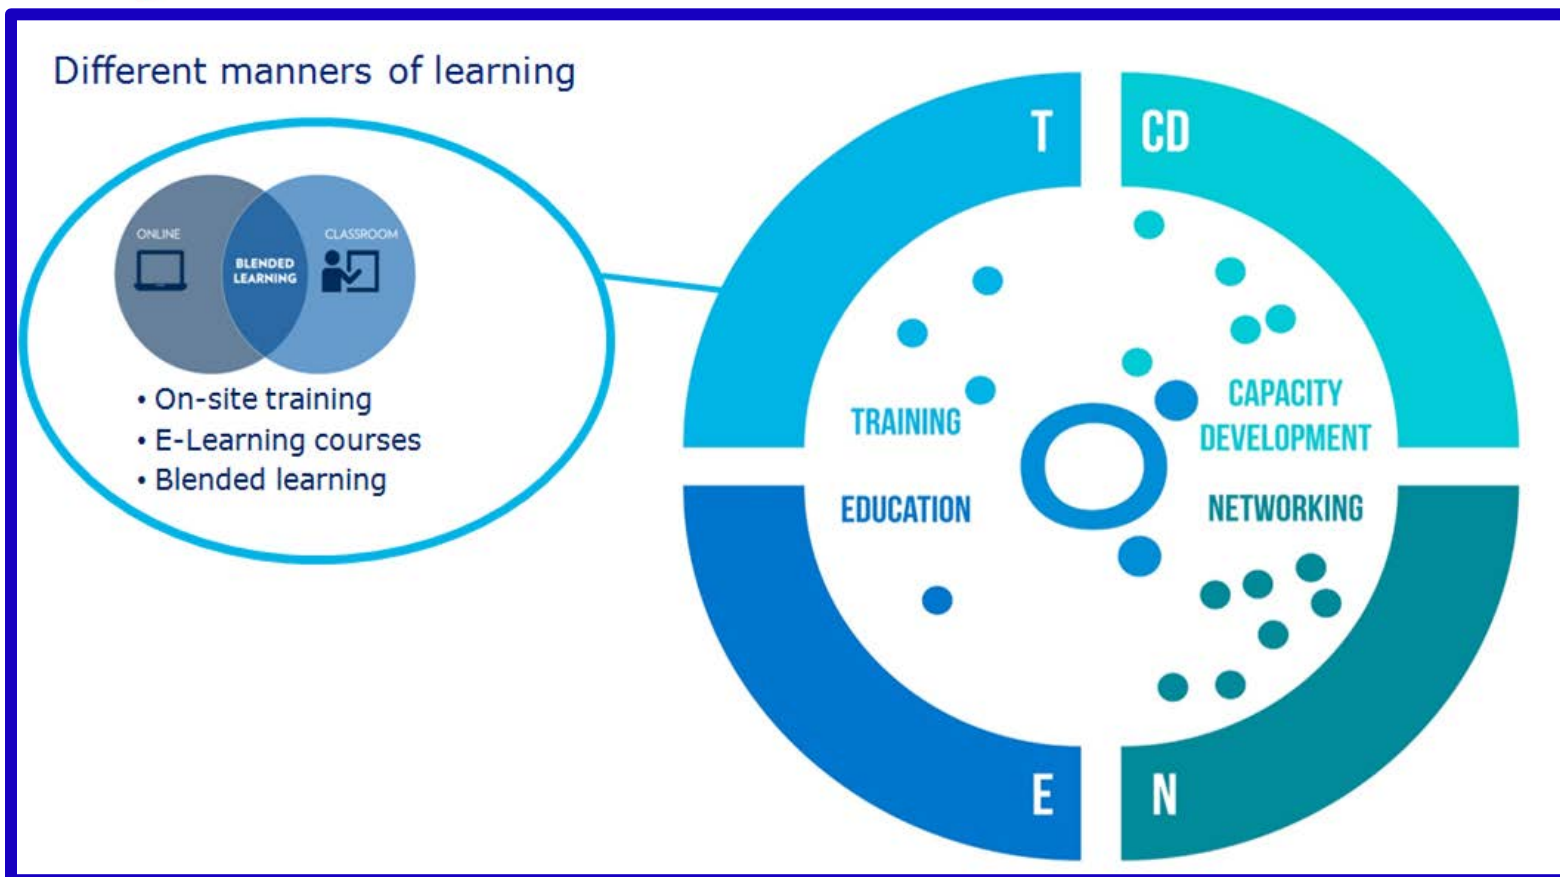 Different manners of learning
ONLINE
CLASSROOM
BLENDED
LEARNING
• On-site training
• E-Learning courses
• Blended learning
T
CD
TRAINING
CAPACITY
DEVELOPMENT
EDUCATION
NETWORKING
E
N